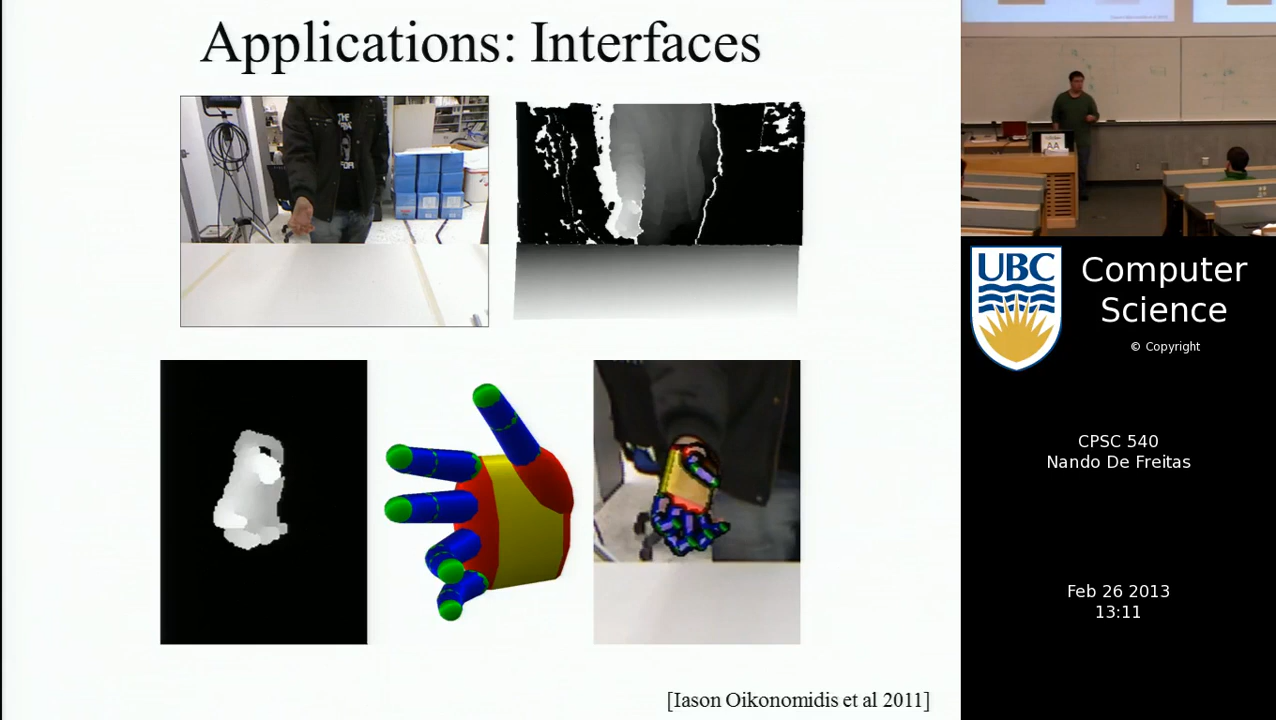 Applications: Interfaces
[Iason Oikonomidis et al 2011]
UBC
Computer
Science
© Copyright
CPSC 540
Nando De Freitas
Feb 26 2013
13:11
AA